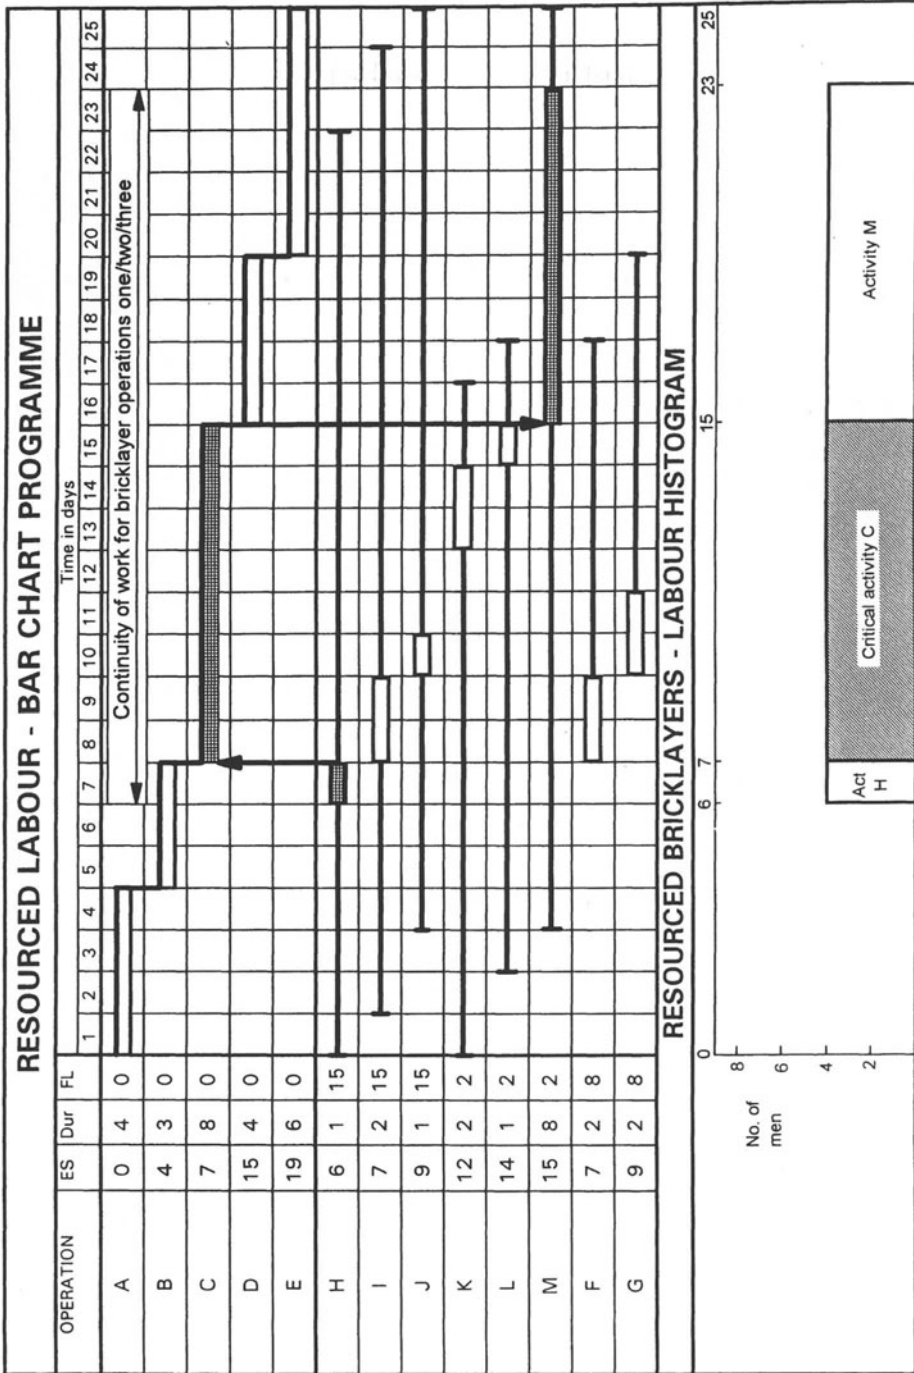 RESOURCED LABOUR - BAR CHART PROGRAMME
OPERATION ES Dur FL Time in days
1 2 3 4 5 6 7 8 9 10 11 12 13 14 15 16 17 18 19 20 21 22 23 24 25
A 0 4 0 Continuity of work for bricklayer operations one/two/three
B 4 3 0
C 7 8 0
D 15 4 0
E 19 6 0
H 6 1 15
I 7 2 15
J 9 1 15
K 12 2 2
L 14 1 2
M 15 8 2
F 7 2 8
G 9 2 8
RESOURCED BRICKLAYERS - LABOUR HISTOGRAM
0 6 7 15 23 25
No. of
men
8
6
4
2
Act
H
Critical activity C
Activity M